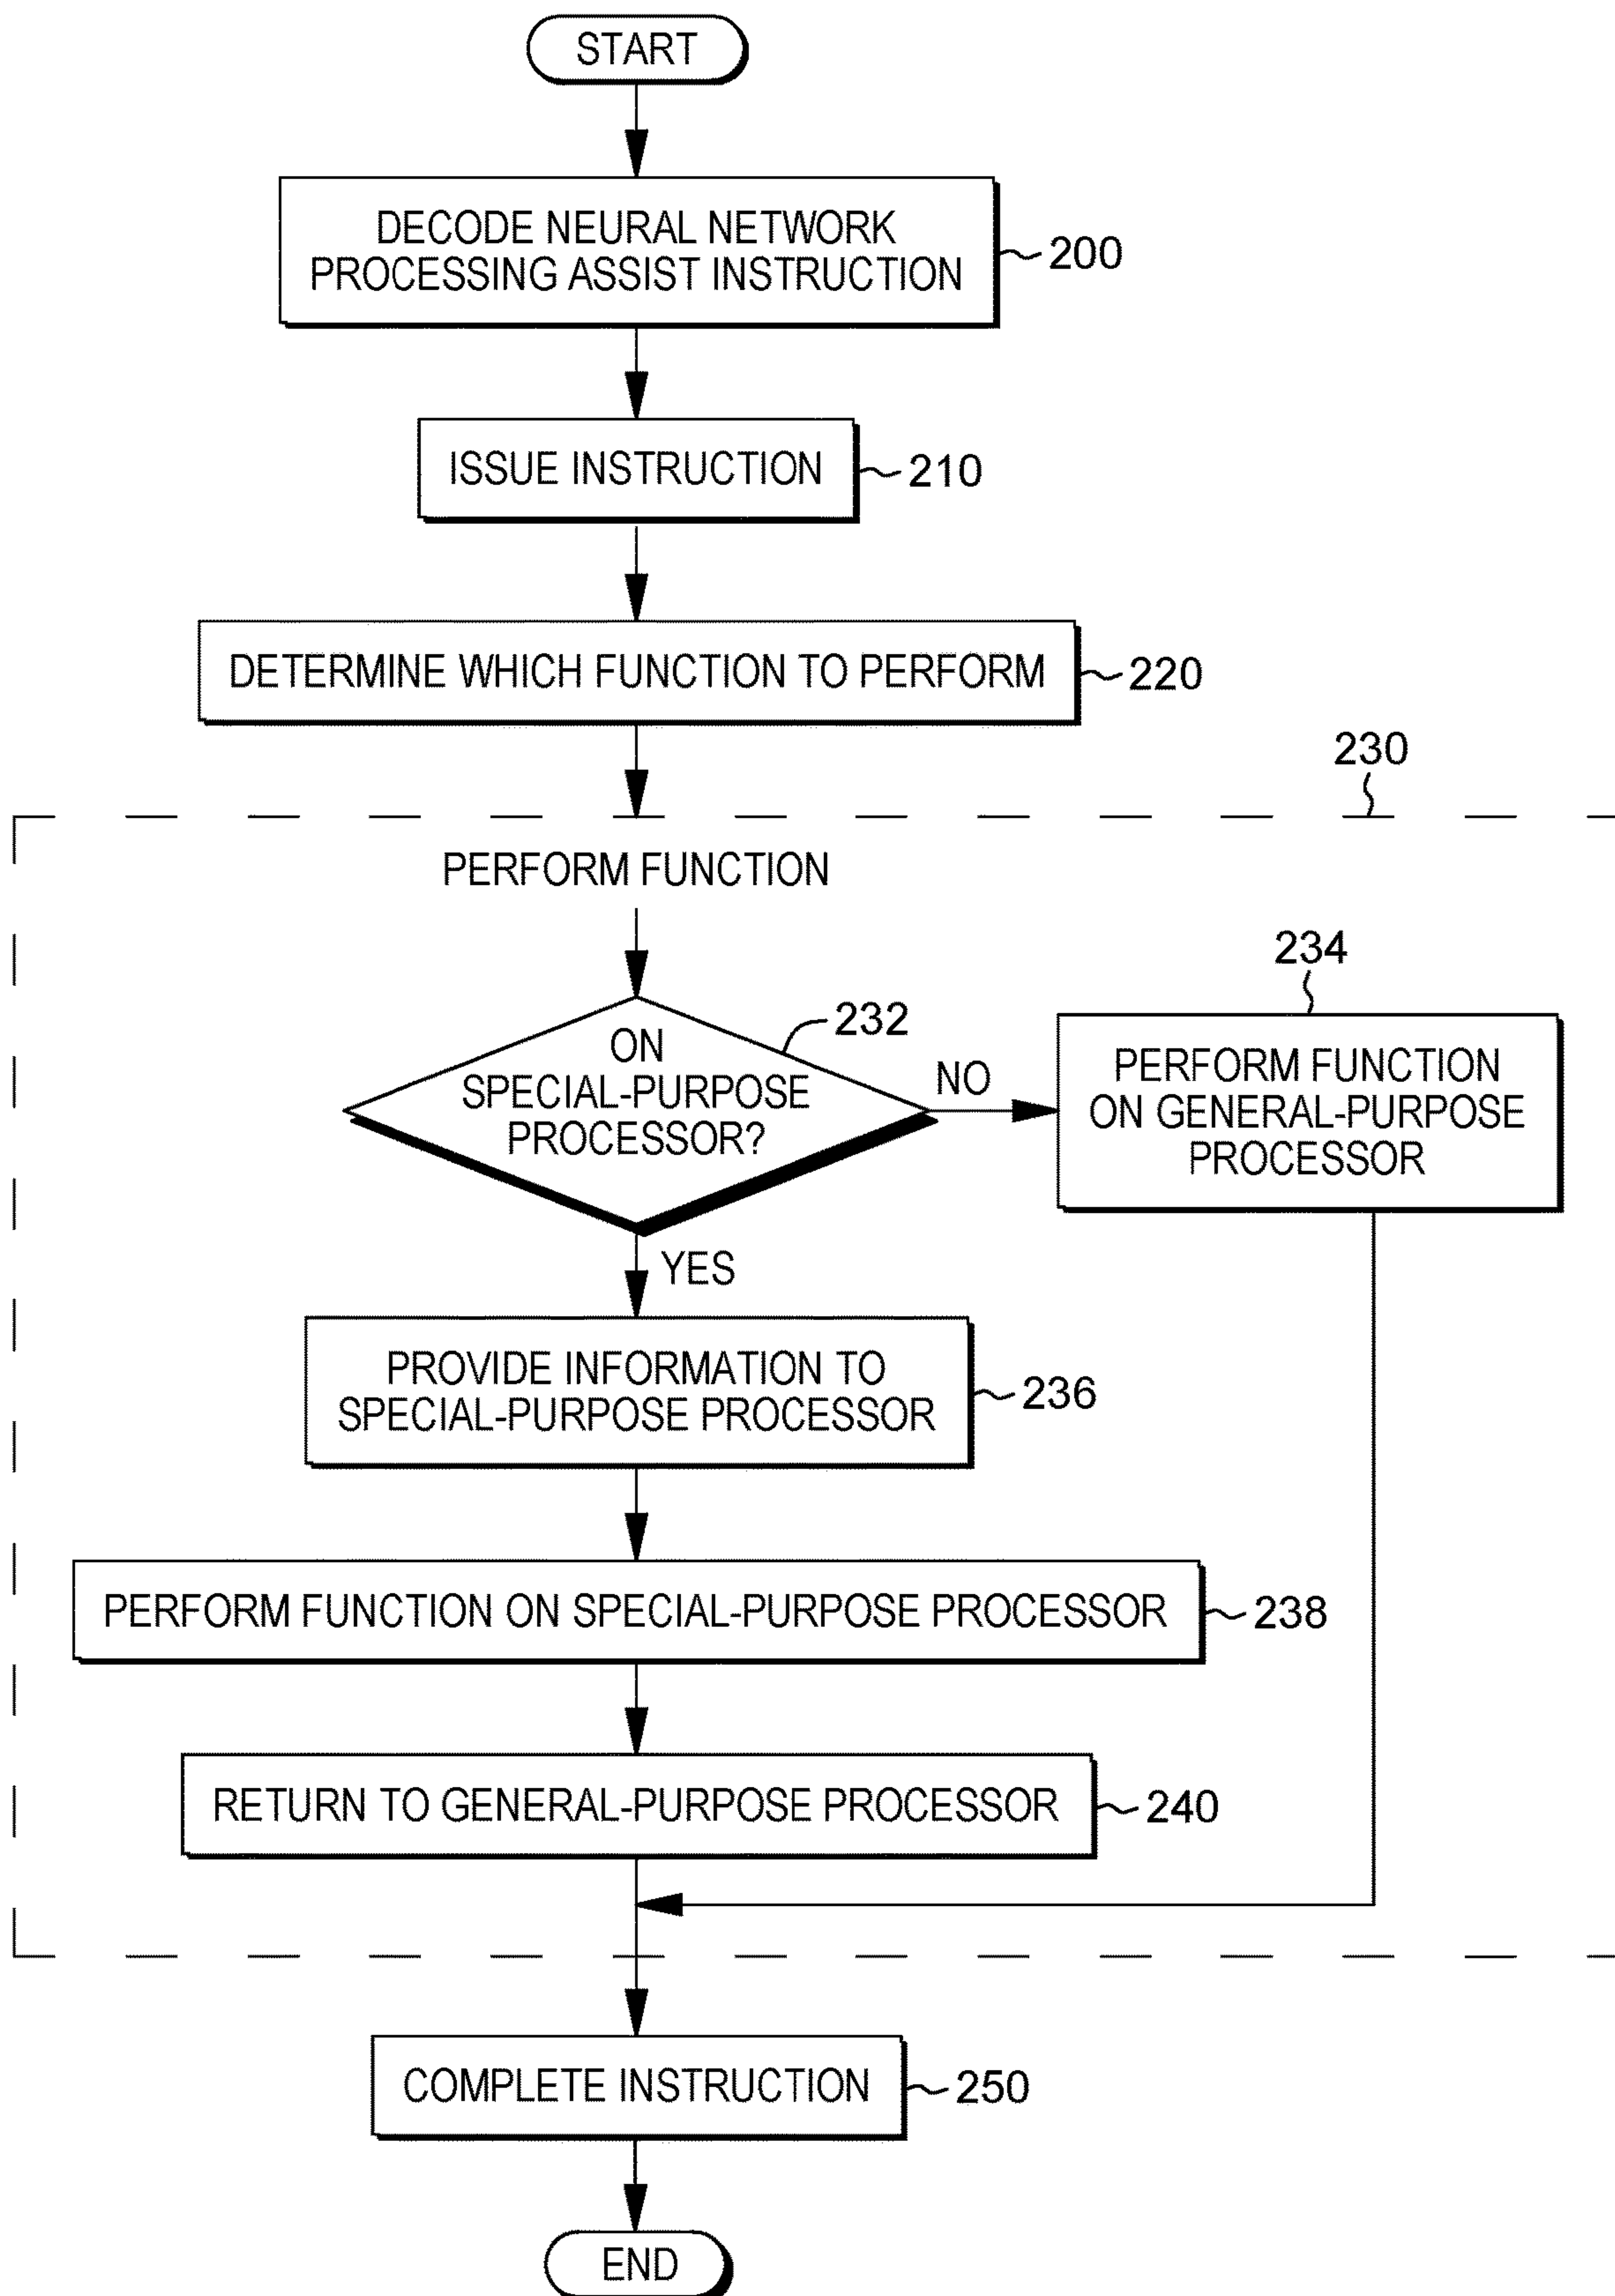 START
DECODE NEURAL NETWORK
PROCESSING ASSIST INSTRUCTION
200
ISSUE INSTRUCTION
210
DETERMINE WHICH FUNCTION TO PERFORM
220
230
PERFORM FUNCTION
232
ON
SPECIAL-PURPOSE
PROCESSOR?
NO
234
PERFORM FUNCTION
ON GENERAL-PURPOSE
PROCESSOR
YES
PROVIDE INFORMATION TO
SPECIAL-PURPOSE PROCESSOR
236
PERFORM FUNCTION ON SPECIAL-PURPOSE PROCESSOR
238
RETURN TO GENERAL-PURPOSE PROCESSOR
240
COMPLETE INSTRUCTION
250
END